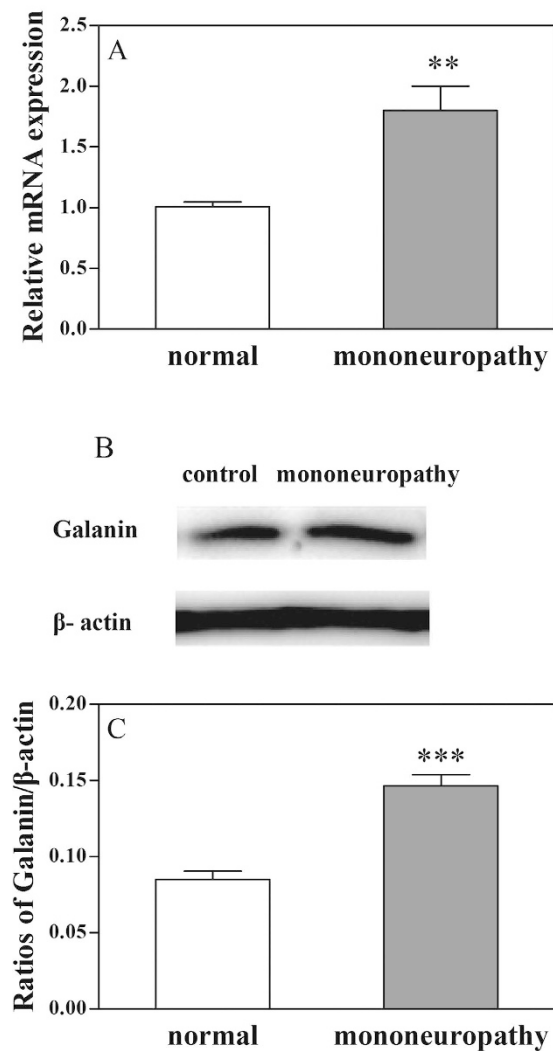 A
Relative mRNA expression
2.5
2.0
1.5
1.0
0.5
0.0
**
normal mononeuropathy
B
control mononeuropathy
Galanin
β- actin
C
Ratios of Galanin/β-actin
0.20
0.15
0.10
0.05
0.00
***
normal mononeuropathy